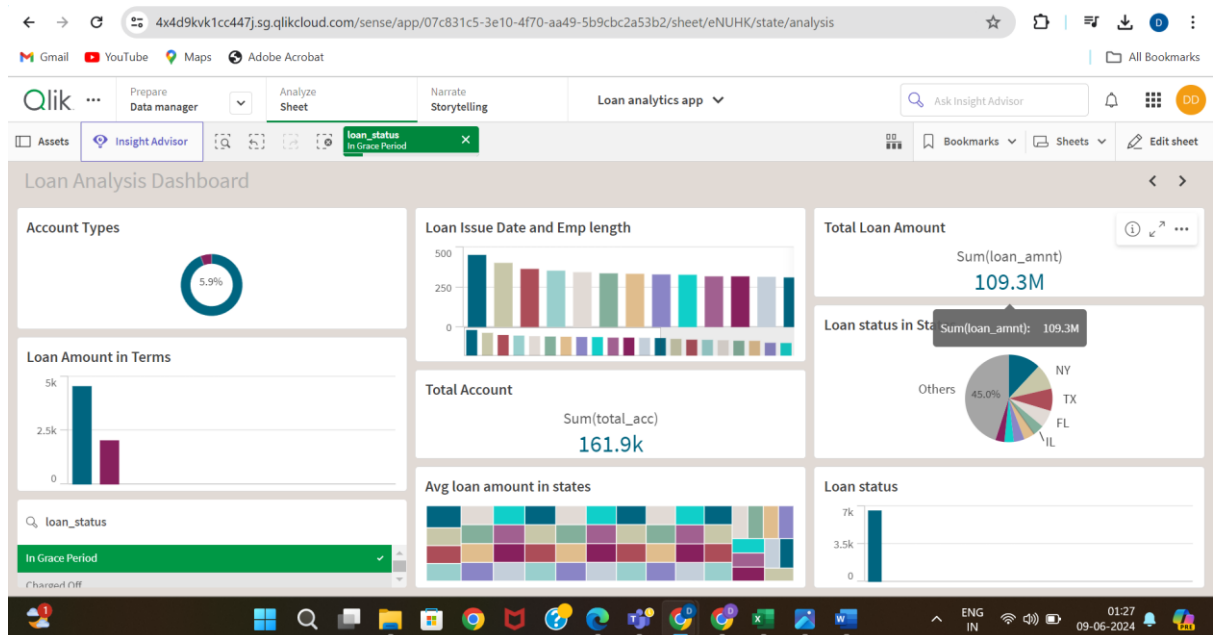 4x4d9kvk1cc447j.sg.qlikcloud.com/sense/app/07c831c5-3e10-4f70-aa49-5b9cbc2a53b2/sheet/eNUHK/state/analysis
D
Gmail YouTube Maps Adobe Acrobat All Bookmarks
Qlik
Prepare
Data manager
Analyze
Sheet
Narrate
Storytelling
Loan analytics app
Ask Insight Advisor
DD
Assets Insight Advisor
loan_status
In Grace Period
Bookmarks Sheets Edit sheet
Loan Analysis Dashboard
Account Types
5.9%
Loan Amount in Terms
5k
2.5k
0
loan_status
In Grace Period
Charged Off
Loan Issue Date and Emp length
500
250
0
Total Account
Sum(total_acc)
161.9k
Avg loan amount in states
Total Loan Amount
Sum(loan_amnt)
109.3M
Loan status in Sta
Sum(loan_amnt): 109.3M
Others
45.0%
NY
TX
FL
IL
Loan status
7k
3.5k
0
1
ENG
IN
01:27
09-06-2024
PRE